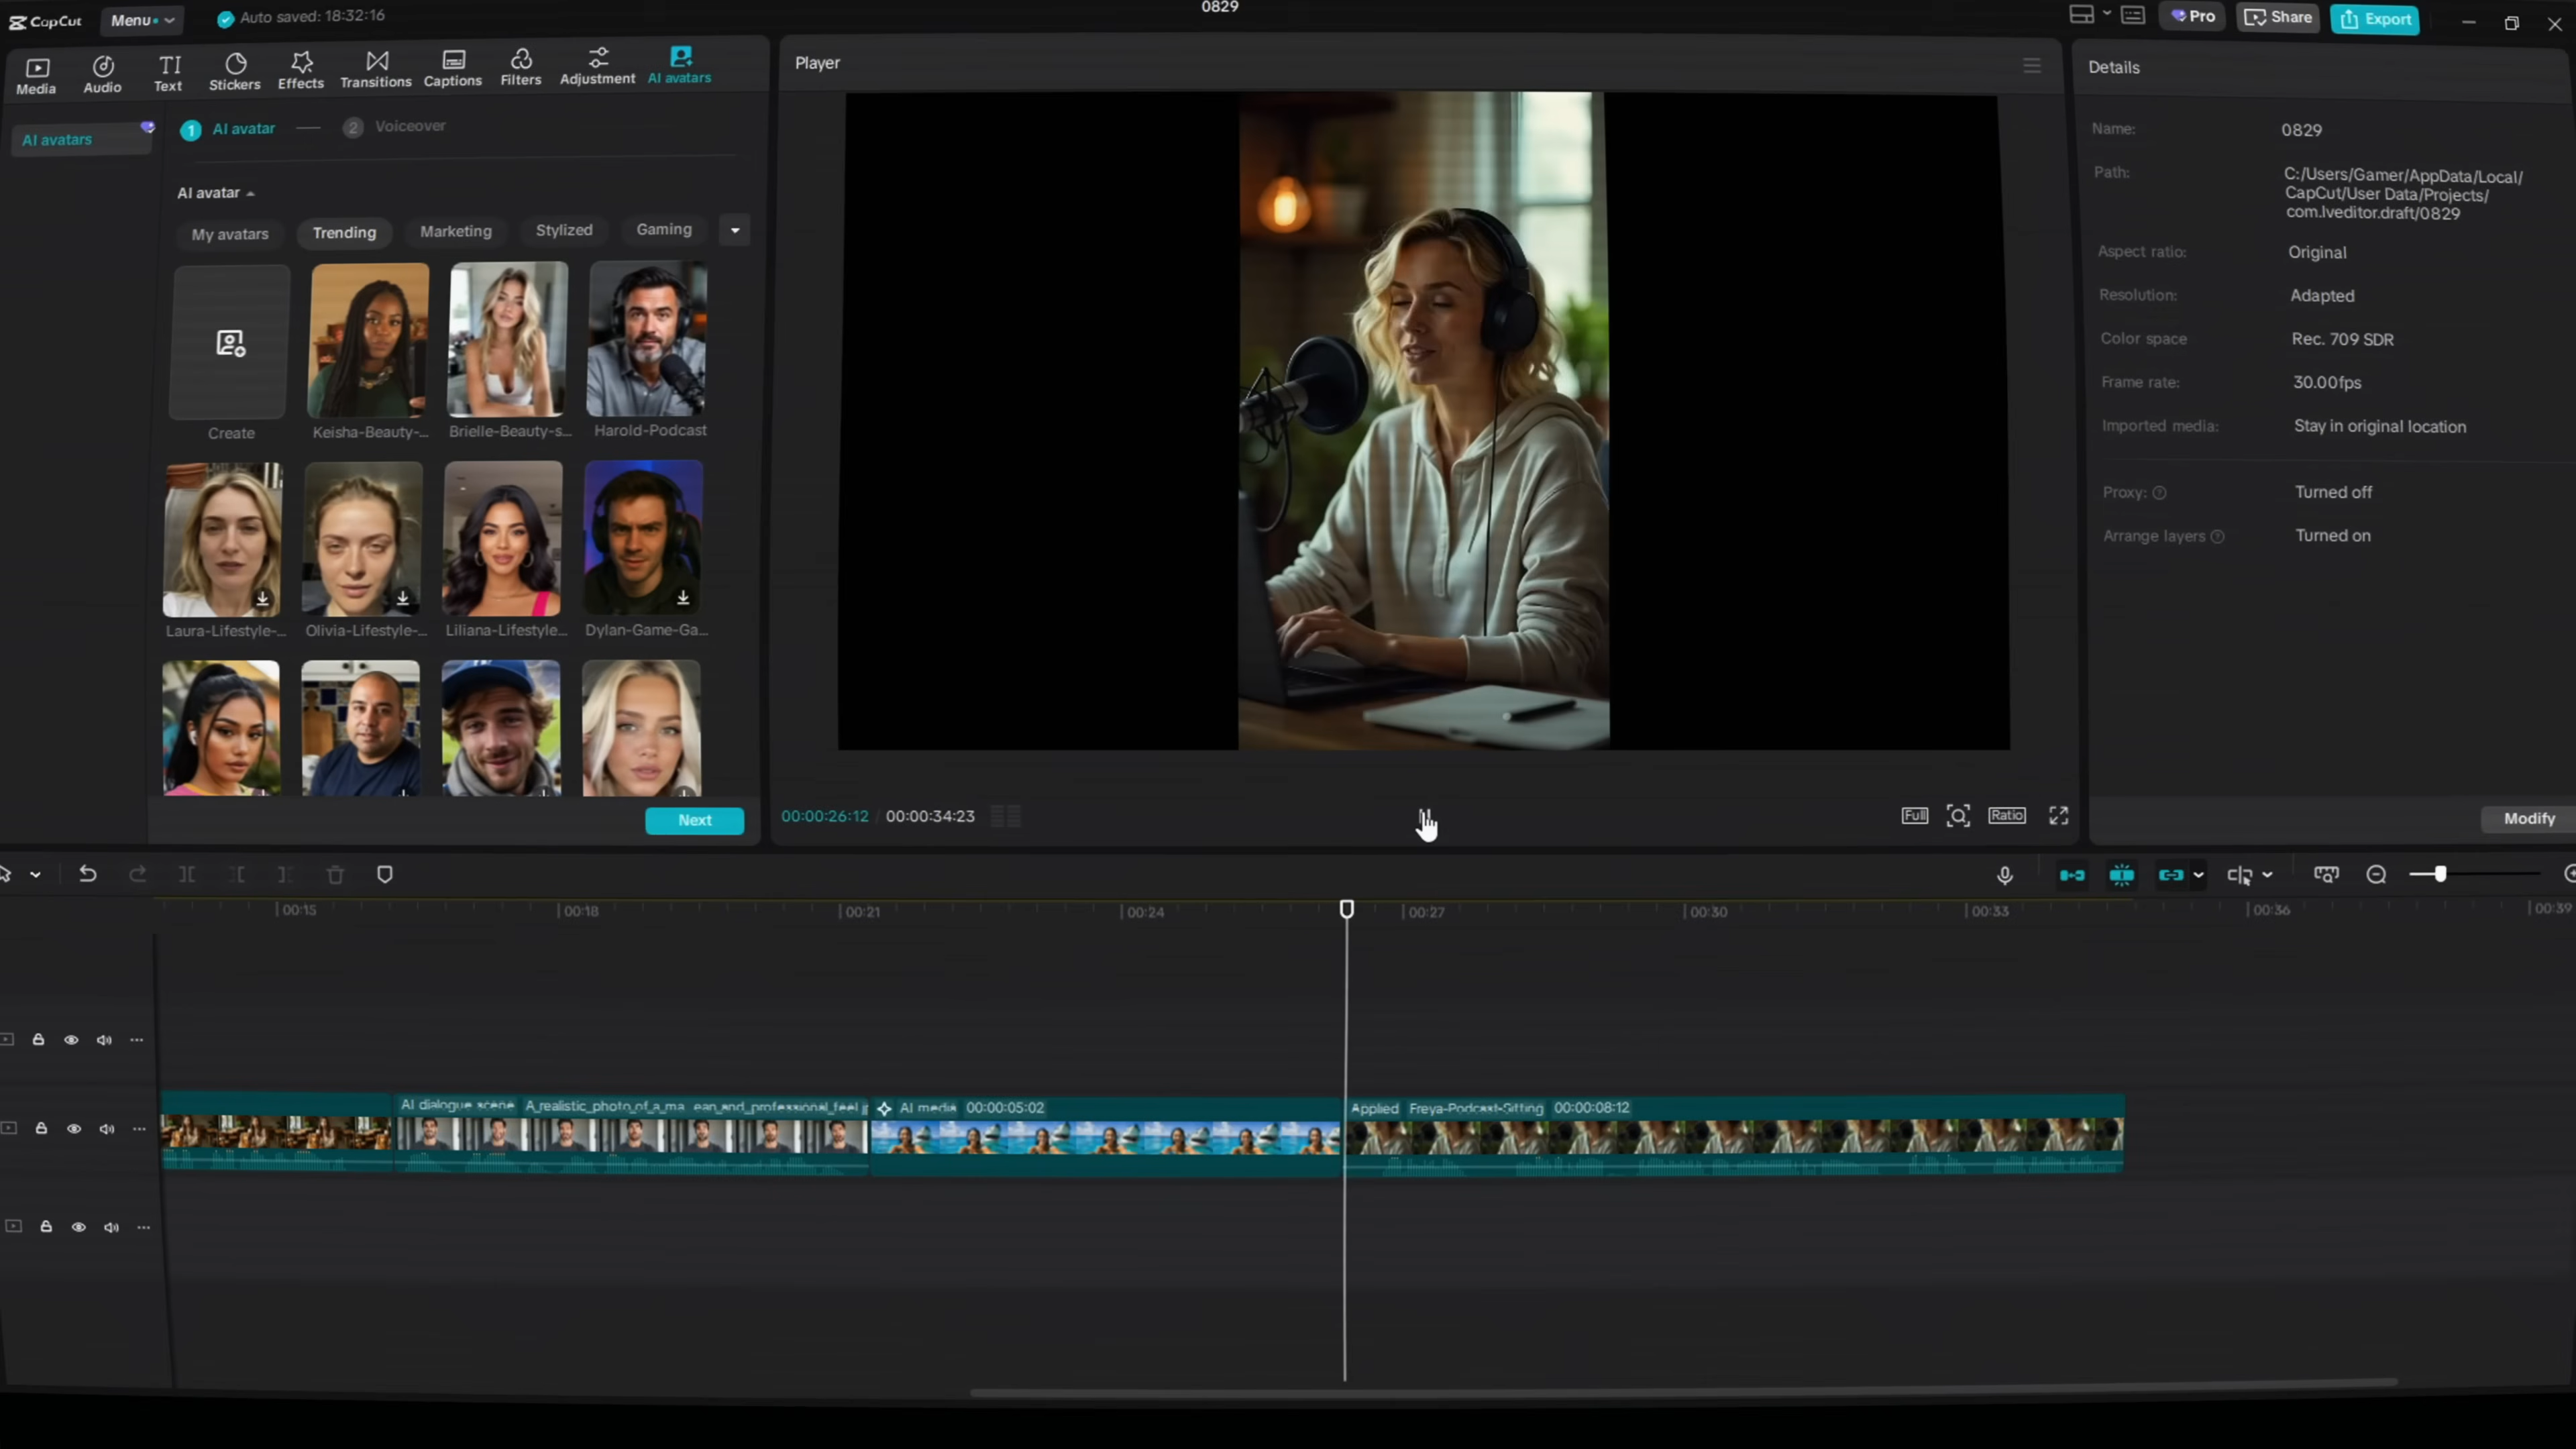 CapCut
Menu
Auto saved: 18:32:16
0829
Pro
Share
Export
Media
Audio
Text
Stickers
Effects
Transitions
Captions
Filters
Adjustment
AI avatars
AI avatars
1 AI avatar
2 Voiceover
AI avatar
My avatars
Trending
Marketing
Stylized
Gaming
Create
Keisha-Beauty-...
Brielle-Beauty-s...
Harold-Podcast
Laura-Lifestyle-...
Olivia-Lifestyle-...
Liliana-Lifestyle...
Dylan-Game-Ga...
Next
Player
00:00:26:12 / 00:00:34:23
Full
Ratio
Details
Name: 0829
Path: C:/Users/Gamer/AppData/Local/
CapCut/User Data/Projects/
com.lveditor.draft/0829
Aspect ratio: Original
Resolution: Adapted
Color space Rec. 709 SDR
Frame rate: 30.00fps
Imported media: Stay in original location
Proxy: Turned off
Arrange layers Turned on
Modify
00:15
00:18
00:21
00:24
00:27
00:30
00:33
00:36
00:39
AI dialogue scene A_realistic_photo_of_a_ma ean_and_professional_feel
AI media 00:00:05:02
Applied Freya-Podcast-Sitting 00:00:08:12